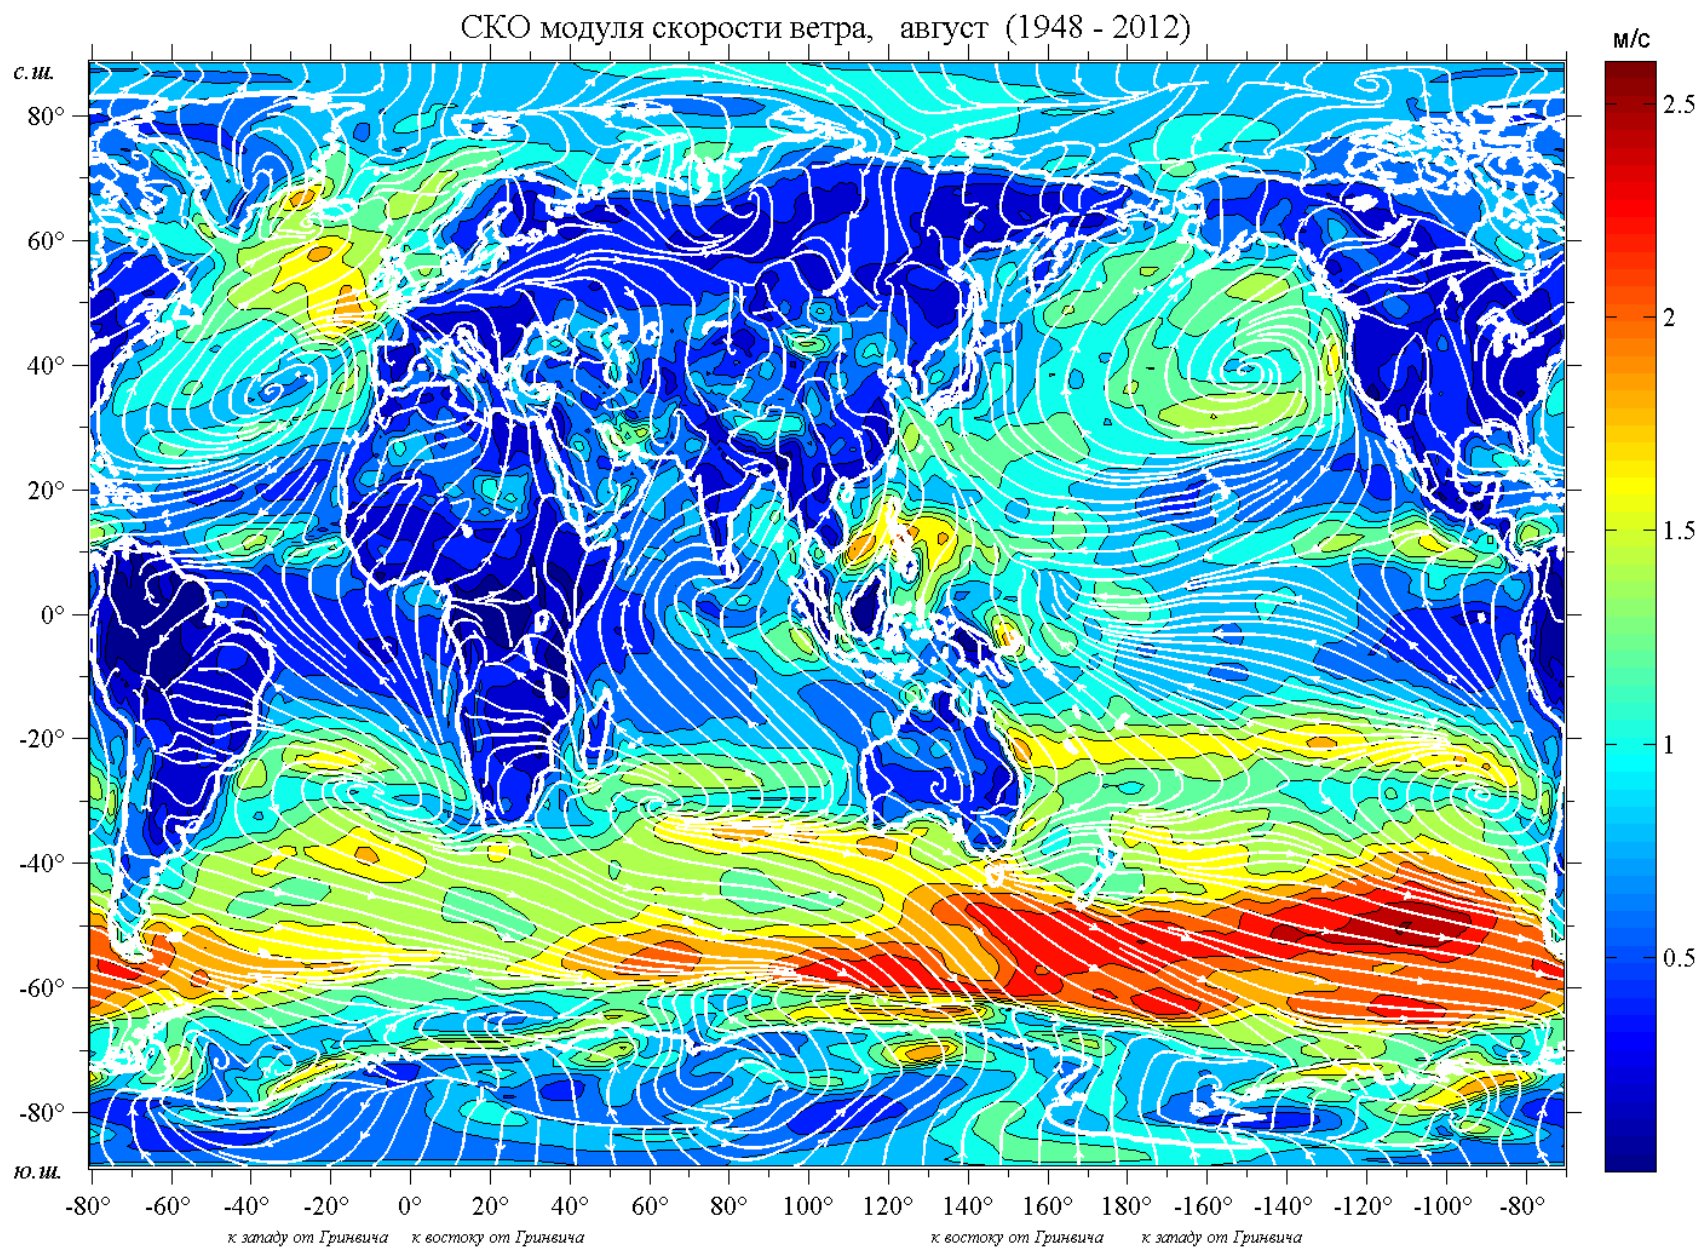 СКО модуля скорости ветра, август (1948 - 2012)
м/с
с.ш.
80°
60°
40°
20°
0°
-20°
-40°
-60°
-80°
ю.ш.
2.5
2
1.5
1
0.5
-80° -60° -40° -20° 0° 20° 40° 60° 80° 100° 120° 140° 160° 180° -160° -140° -120° -100° -80°
к западу от Гринвича к востоку от Гринвича к востоку от Гринвича к западу от Гринвича